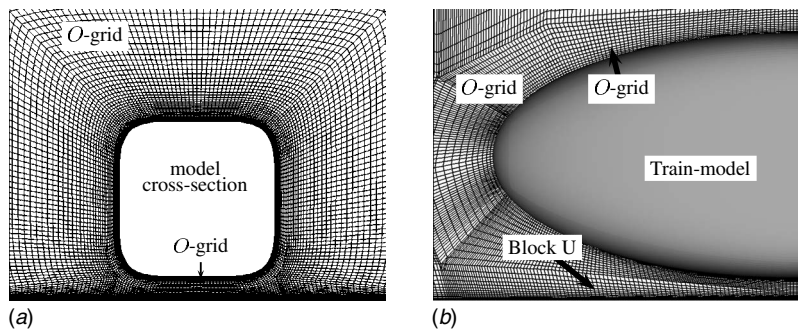 O-grid
model
cross-section
O-grid
(a)
O-grid
O-grid
Train-model
Block U
(b)